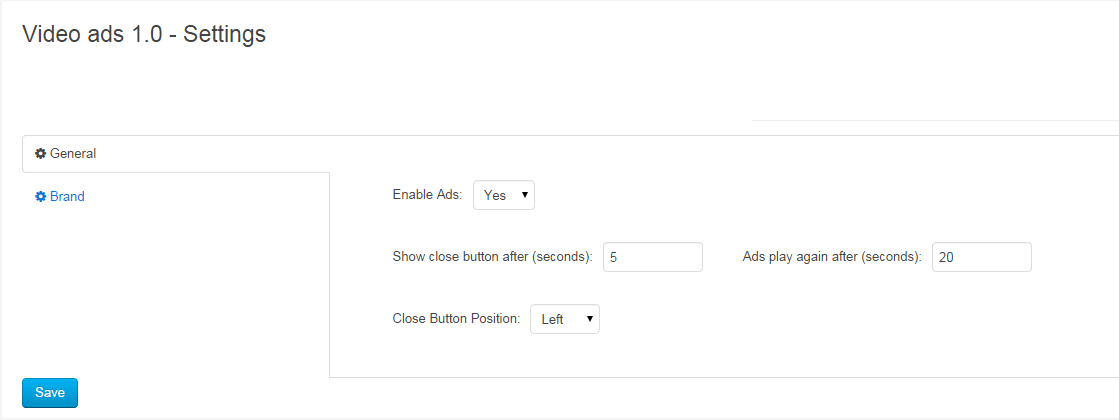 Video ads 1.0 - Settings
General
Brand
Enable Ads: Yes
Show close button after (seconds): 5 Ads play again after (seconds): 20
Close Button Position: Left
Save